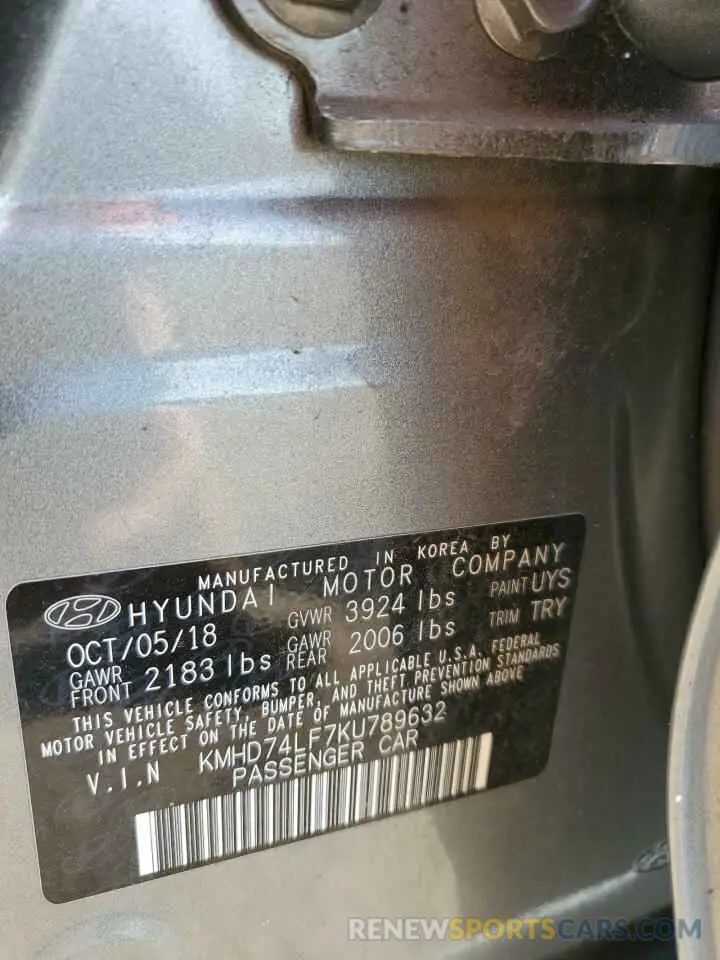 MANUFACTURED IN KOREA BY
HYUNDAI MOTOR COMPANY
OCT/05/18 GVWR 3924 lbs PAINT UYS
GAWR FRONT 2183 lbs GAWR REAR 2006 lbs TRIM TRY
THIS VEHICLE CONFORMS TO ALL APPLICABLE U.S.A. FEDERAL
MOTOR VEHICLE SAFETY, BUMPER, AND THEFT PREVENTION STANDARDS
IN EFFECT ON THE DATE OF MANUFACTURE SHOWN ABOVE
V.I.N KMHD74LF7KU789632
PASSENGER CAR
RENEWSPORTSCARS.COM